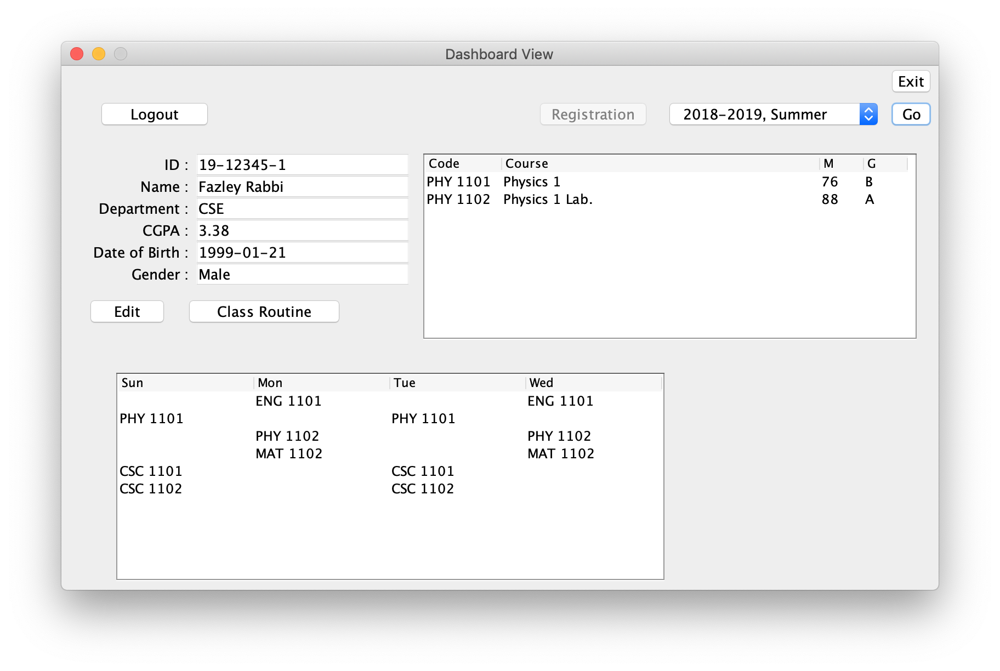 Dashboard View
Exit
Logout Registration 2018-2019, Summer Go
ID : 19-12345-1
Name : Fazley Rabbi
Department : CSE
CGPA : 3.38
Date of Birth : 1999-01-21
Gender : Male
Edit Class Routine
Code Course M G
PHY 1101 Physics 1 76 B
PHY 1102 Physics 1 Lab. 88 A
Sun Mon Tue Wed
ENG 1101 ENG 1101
PHY 1101 PHY 1101
PHY 1102 PHY 1102
MAT 1102 MAT 1102
CSC 1101 CSC 1101
CSC 1102 CSC 1102